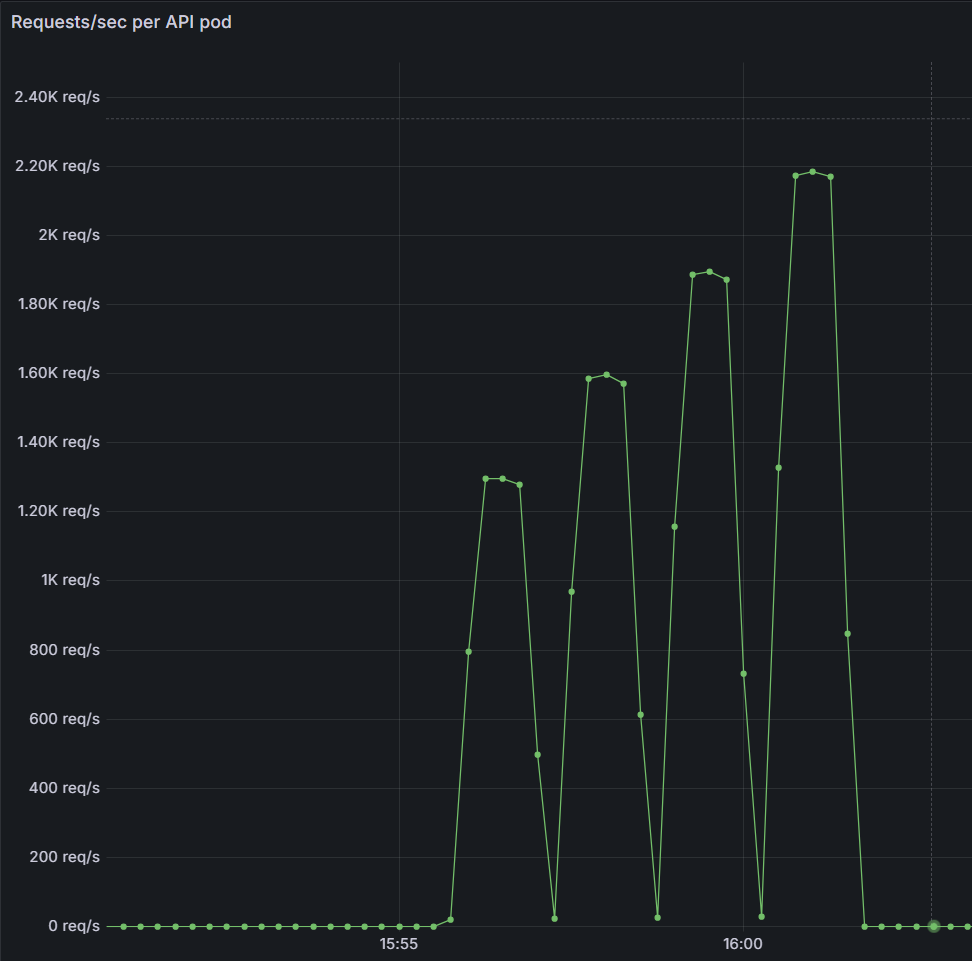 Requests/sec per API pod
2.40K req/s
2.20K req/s
2K req/s
1.80K req/s
1.60K req/s
1.40K req/s
1.20K req/s
1K req/s
800 req/s
600 req/s
400 req/s
200 req/s
0 req/s
15:55 16:00